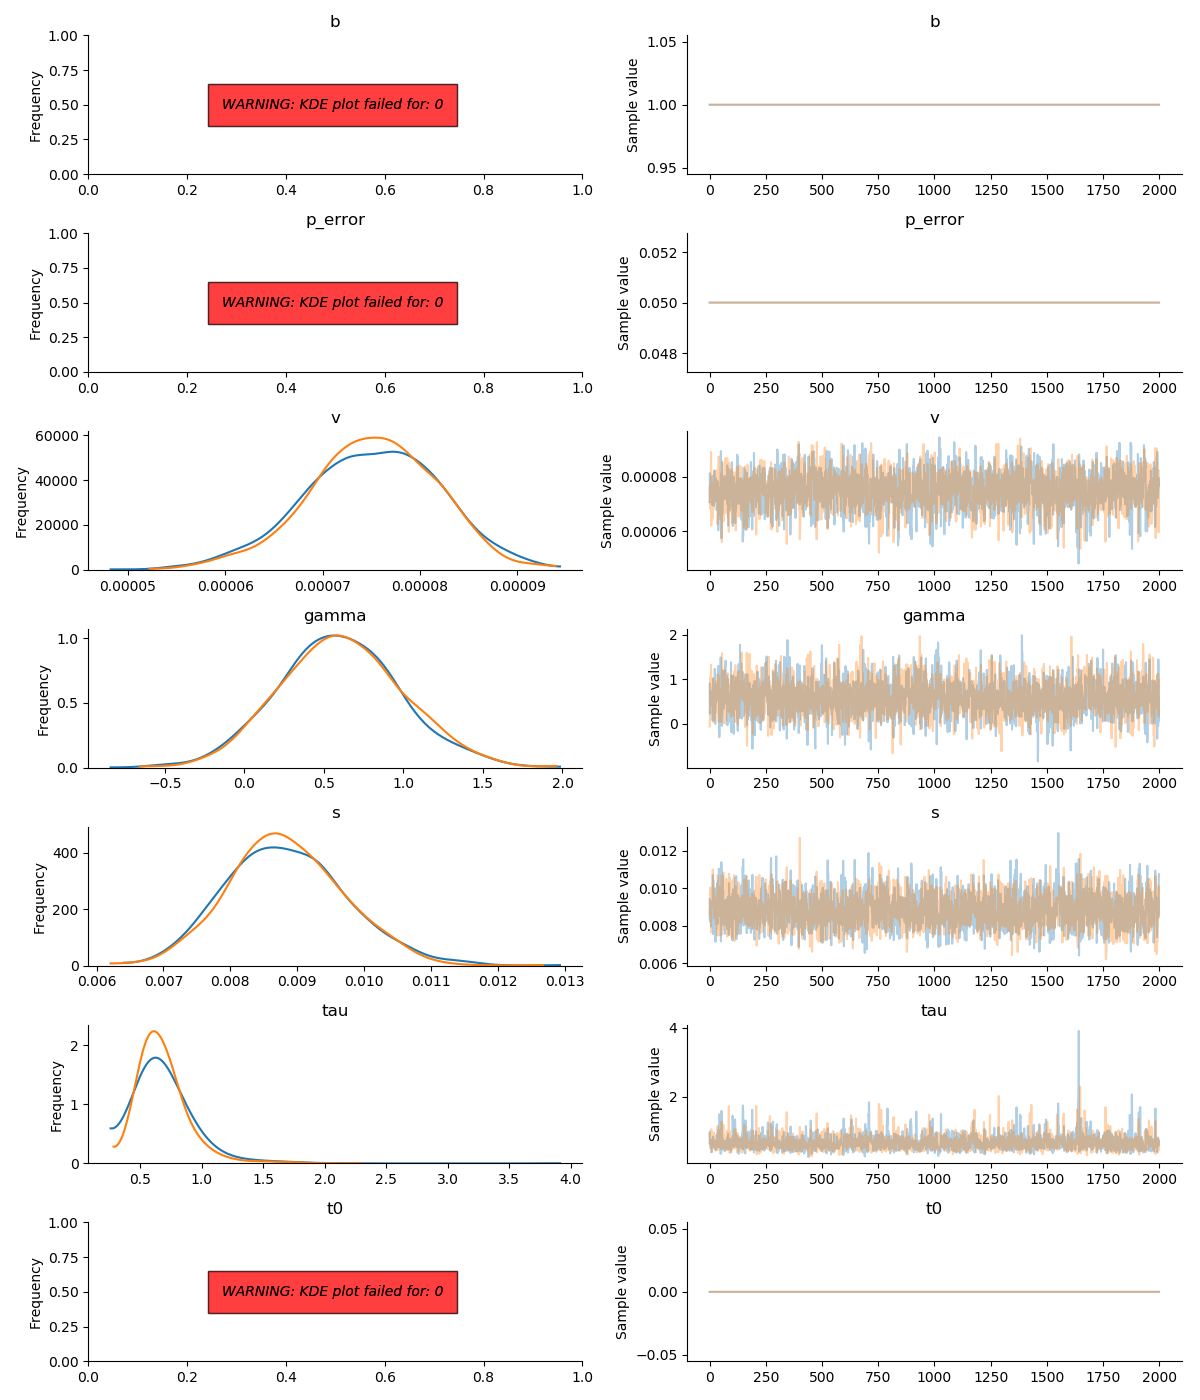 b
1.00
0.75
0.50
0.25
0.00
Frequency
WARNING: KDE plot failed for: 0
0.0 0.2 0.4 0.6 0.8 1.0
b
1.05
1.00
0.95
Sample value
0 250 500 750 1000 1250 1500 1750 2000
p_error
1.00
0.75
0.50
0.25
0.00
Frequency
WARNING: KDE plot failed for: 0
0.0 0.2 0.4 0.6 0.8 1.0
p_error
0.052
0.050
0.048
Sample value
0 250 500 750 1000 1250 1500 1750 2000
v
60000
40000
20000
0
Frequency
0.00005 0.00006 0.00007 0.00008 0.00009
v
0.00008
0.00006
Sample value
0 250 500 750 1000 1250 1500 1750 2000
gamma
1.0
0.5
0.0
Frequency
−0.5 0.0 0.5 1.0 1.5 2.0
gamma
2
1
0
Sample value
0 250 500 750 1000 1250 1500 1750 2000
s
400
200
0
Frequency
0.006 0.007 0.008 0.009 0.010 0.011 0.012 0.013
s
0.012
0.010
0.008
0.006
Sample value
0 250 500 750 1000 1250 1500 1750 2000
tau
2
1
0
Frequency
0.5 1.0 1.5 2.0 2.5 3.0 3.5 4.0
tau
4
2
Sample value
0 250 500 750 1000 1250 1500 1750 2000
t0
1.00
0.75
0.50
0.25
0.00
Frequency
WARNING: KDE plot failed for: 0
0.0 0.2 0.4 0.6 0.8 1.0
t0
0.05
0.00
−0.05
Sample value
0 250 500 750 1000 1250 1500 1750 2000